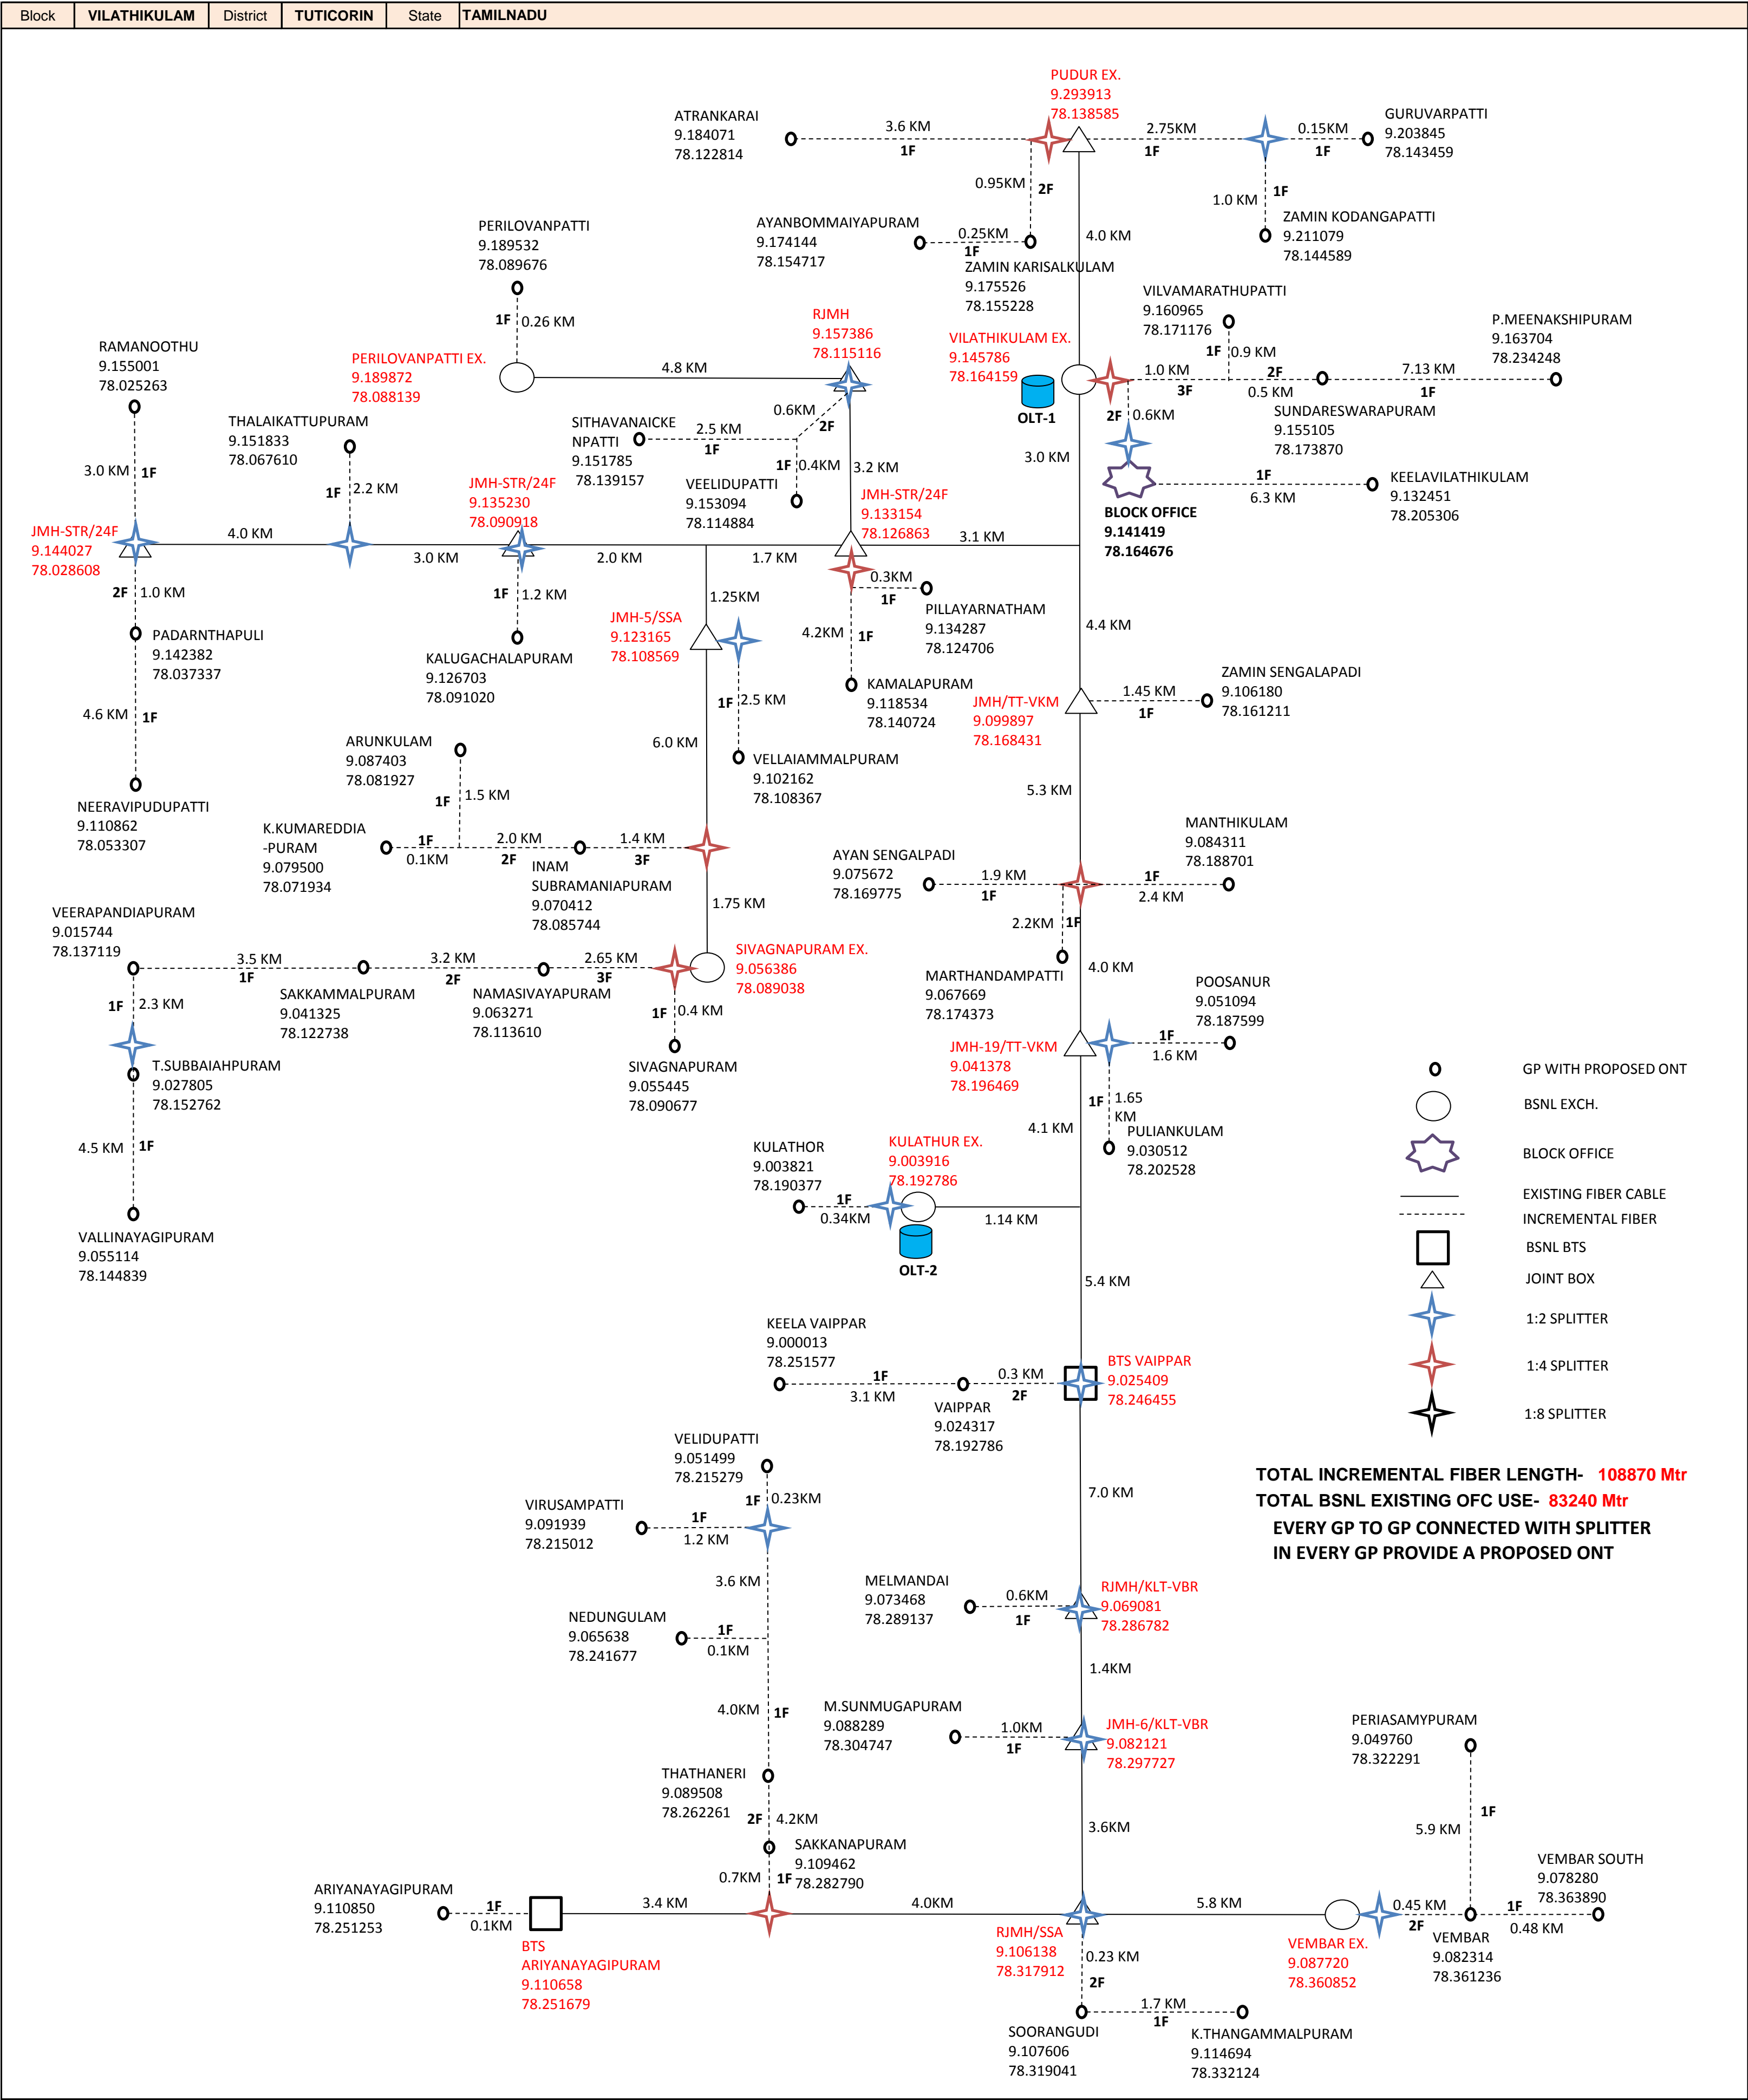 Block VILATHIKULAM District TUTICORIN State TAMILNADU
PUDUR EX.
9.293913
78.138585
ATRANKARAI
9.184071
78.122814
3.6 KM
1F
2.75KM
1F
0.15KM
1F
GURUVARPATTI
9.203845
78.143459
0.95KM
2F
1.0 KM
1F
ZAMIN KODANGAPATTI
9.211079
78.144589
AYANBOMMAIYAPURAM
9.174144
78.154717
0.25KM
1F
ZAMIN KARISALKULAM
9.175526
78.155228
4.0 KM
PERILOVANPATTI
9.189532
78.089676
1F
0.26 KM
PERILOVANPATTI EX.
9.189872
78.088139
4.8 KM
RJMH
9.157386
78.115116
VILATHIKULAM EX.
9.145786
78.164159
OLT-1
VILVAMARATHUPATTI
9.160965
78.171176
1F
0.9 KM
1.0 KM
3F
2F
0.5 KM
7.13 KM
1F
P.MEENAKSHIPURAM
9.163704
78.234248
SUNDARESWARAPURAM
9.155105
78.173870
2F
0.6KM
BLOCK OFFICE
9.141419
78.164676
1F
6.3 KM
KEELAVILATHIKULAM
9.132451
78.205306
RAMANOOTHU
9.155001
78.025263
3.0 KM
1F
THALAIKATTUPURAM
9.151833
78.067610
1F
2.2 KM
SITHAVANAICKE
NPATTI
9.151785
78.139157
2.5 KM
1F
0.6KM
2F
1F
0.4KM
VEELIDUPATTI
9.153094
78.114884
3.2 KM
3.0 KM
JMH-STR/24F
9.144027
78.028608
4.0 KM
3.0 KM
JMH-STR/24F
9.135230
78.090918
2.0 KM
1.7 KM
JMH-STR/24F
9.133154
78.126863
3.1 KM
2F
1.0 KM
PADARNTHAPULI
9.142382
78.037337
4.6 KM
1F
NEERAVIPUDUPATTI
9.110862
78.053307
1F
1.2 KM
KALUGACHALAPURAM
9.126703
78.091020
1.25KM
JMH-5/SSA
9.123165
78.108569
1F
2.5 KM
VELLAIAMMALPURAM
9.102162
78.108367
0.3KM
1F
PILLAYARNATHAM
9.134287
78.124706
4.2KM
1F
KAMALAPURAM
9.118534
78.140724
4.4 KM
JMH/TT-VKM
9.099897
78.168431
1.45 KM
1F
ZAMIN SENGALAPADI
9.106180
78.161211
ARUNKULAM
9.087403
78.081927
1F
1.5 KM
6.0 KM
5.3 KM
K.KUMAREDDIA
-PURAM
9.079500
78.071934
1F
0.1KM
2.0 KM
2F
1.4 KM
3F
INAM
SUBRAMANIAPURAM
9.070412
78.085744
1.75 KM
AYAN SENGALPADI
9.075672
78.169775
1.9 KM
1F
1F
2.4 KM
MANTHIKULAM
9.084311
78.188701
2.2KM
1F
MARTHANDAMPATTI
9.067669
78.174373
4.0 KM
VEERAPANDIAPURAM
9.015744
78.137119
3.5 KM
1F
3.2 KM
2F
2.65 KM
3F
SAKKAMMALPURAM
9.041325
78.122738
NAMASIVAYAPURAM
9.063271
78.113610
SIVAGNAPURAM EX.
9.056386
78.089038
1F
0.4 KM
SIVAGNAPURAM
9.055445
78.090677
1F
2.3 KM
T.SUBBAIAHPURAM
9.027805
78.152762
4.5 KM
1F
VALLINAYAGIPURAM
9.055114
78.144839
JMH-19/TT-VKM
9.041378
78.196469
POOSANUR
9.051094
78.187599
1F
1.6 KM
1F
1.65
KM
PULIANKULAM
9.030512
78.202528
4.1 KM
KULATHOR
9.003821
78.190377
1F
0.34KM
KULATHUR EX.
9.003916
78.192786
OLT-2
1.14 KM
5.4 KM
GP WITH PROPOSED ONT
BSNL EXCH.
BLOCK OFFICE
EXISTING FIBER CABLE
INCREMENTAL FIBER
BSNL BTS
JOINT BOX
1:2 SPLITTER
1:4 SPLITTER
1:8 SPLITTER
KEELA VAIPPAR
9.000013
78.251577
1F
3.1 KM
0.3 KM
2F
VAIPPAR
9.024317
78.192786
BTS VAIPPAR
9.025409
78.246455
7.0 KM
TOTAL INCREMENTAL FIBER LENGTH- 108870 Mtr
TOTAL BSNL EXISTING OFC USE- 83240 Mtr
EVERY GP TO GP CONNECTED WITH SPLITTER
IN EVERY GP PROVIDE A PROPOSED ONT
VELIDUPATTI
9.051499
78.215279
1F
0.23KM
VIRUSAMPATTI
9.091939
78.215012
1F
1.2 KM
3.6 KM
NEDUNGULAM
9.065638
78.241677
1F
0.1KM
4.0KM
1F
MELMANDAI
9.073468
78.289137
0.6KM
1F
RJMH/KLT-VBR
9.069081
78.286782
1.4KM
M.SUNMUGAPURAM
9.088289
78.304747
1.0KM
1F
JMH-6/KLT-VBR
9.082121
78.297727
3.6KM
THATHANERI
9.089508
78.262261
2F
4.2KM
SAKKANAPURAM
9.109462
78.282790
0.7KM
1F
PERIASAMYPURAM
9.049760
78.322291
1F
5.9 KM
VEMBAR SOUTH
9.078280
78.363890
ARIYANAYAGIPURAM
9.110850
78.251253
1F
0.1KM
BTS
ARIYANAYAGIPURAM
9.110658
78.251679
3.4 KM
4.0KM
5.8 KM
RJMH/SSA
9.106138
78.317912
0.23 KM
2F
VEMBAR EX.
9.087720
78.360852
0.45 KM
2F
VEMBAR
9.082314
78.361236
1F
0.48 KM
SOORANGUDI
9.107606
78.319041
1.7 KM
1F
K.THANGAMMALPURAM
9.114694
78.332124